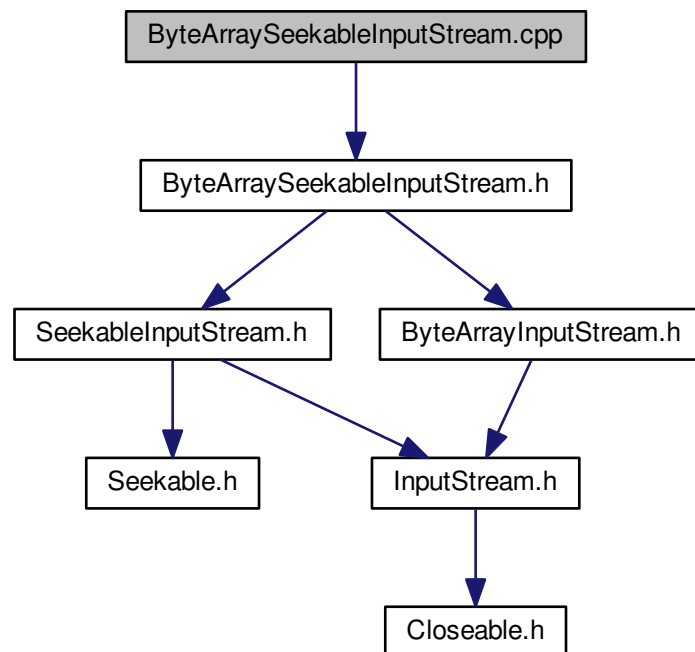 ByteArraySeekableInputStream.cpp
ByteArraySeekableInputStream.h
SeekableInputStream.h
ByteArrayInputStream.h
Seekable.h
InputStream.h
Closeable.h